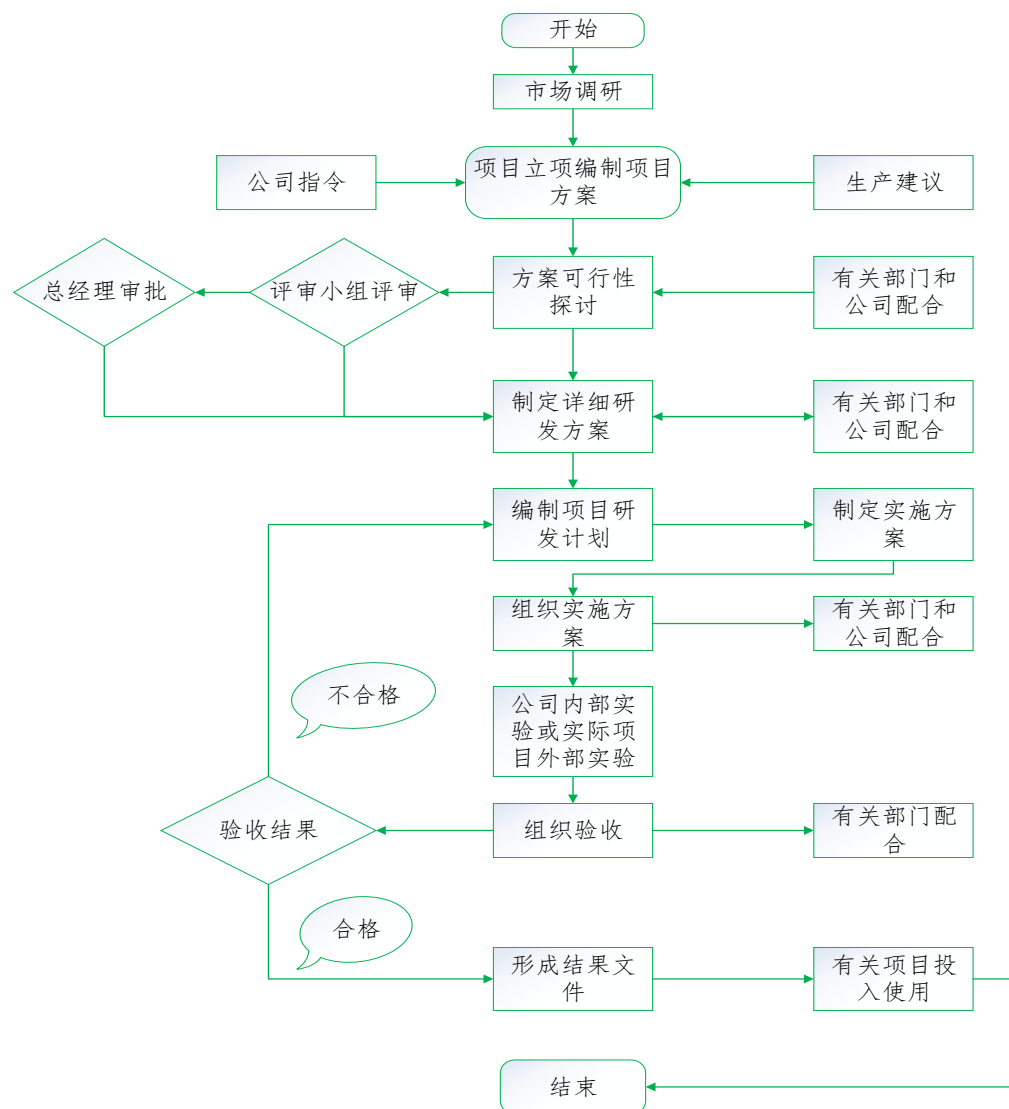 开始
市场调研
公司指令
项目立项编制项目
方案
生产建议
总经理审批
评审小组评审
方案可行性
探讨
有关部门和
公司配合
制定详细研
发方案
有关部门和
公司配合
编制项目研
发计划
制定实施方
案
组织实施方
案
有关部门和
公司配合
不合格
公司内部实
验或实际项
目外部实验
验收结果
组织验收
有关部门配
合
合格
形成结果文
件
有关项目投
入使用
结束